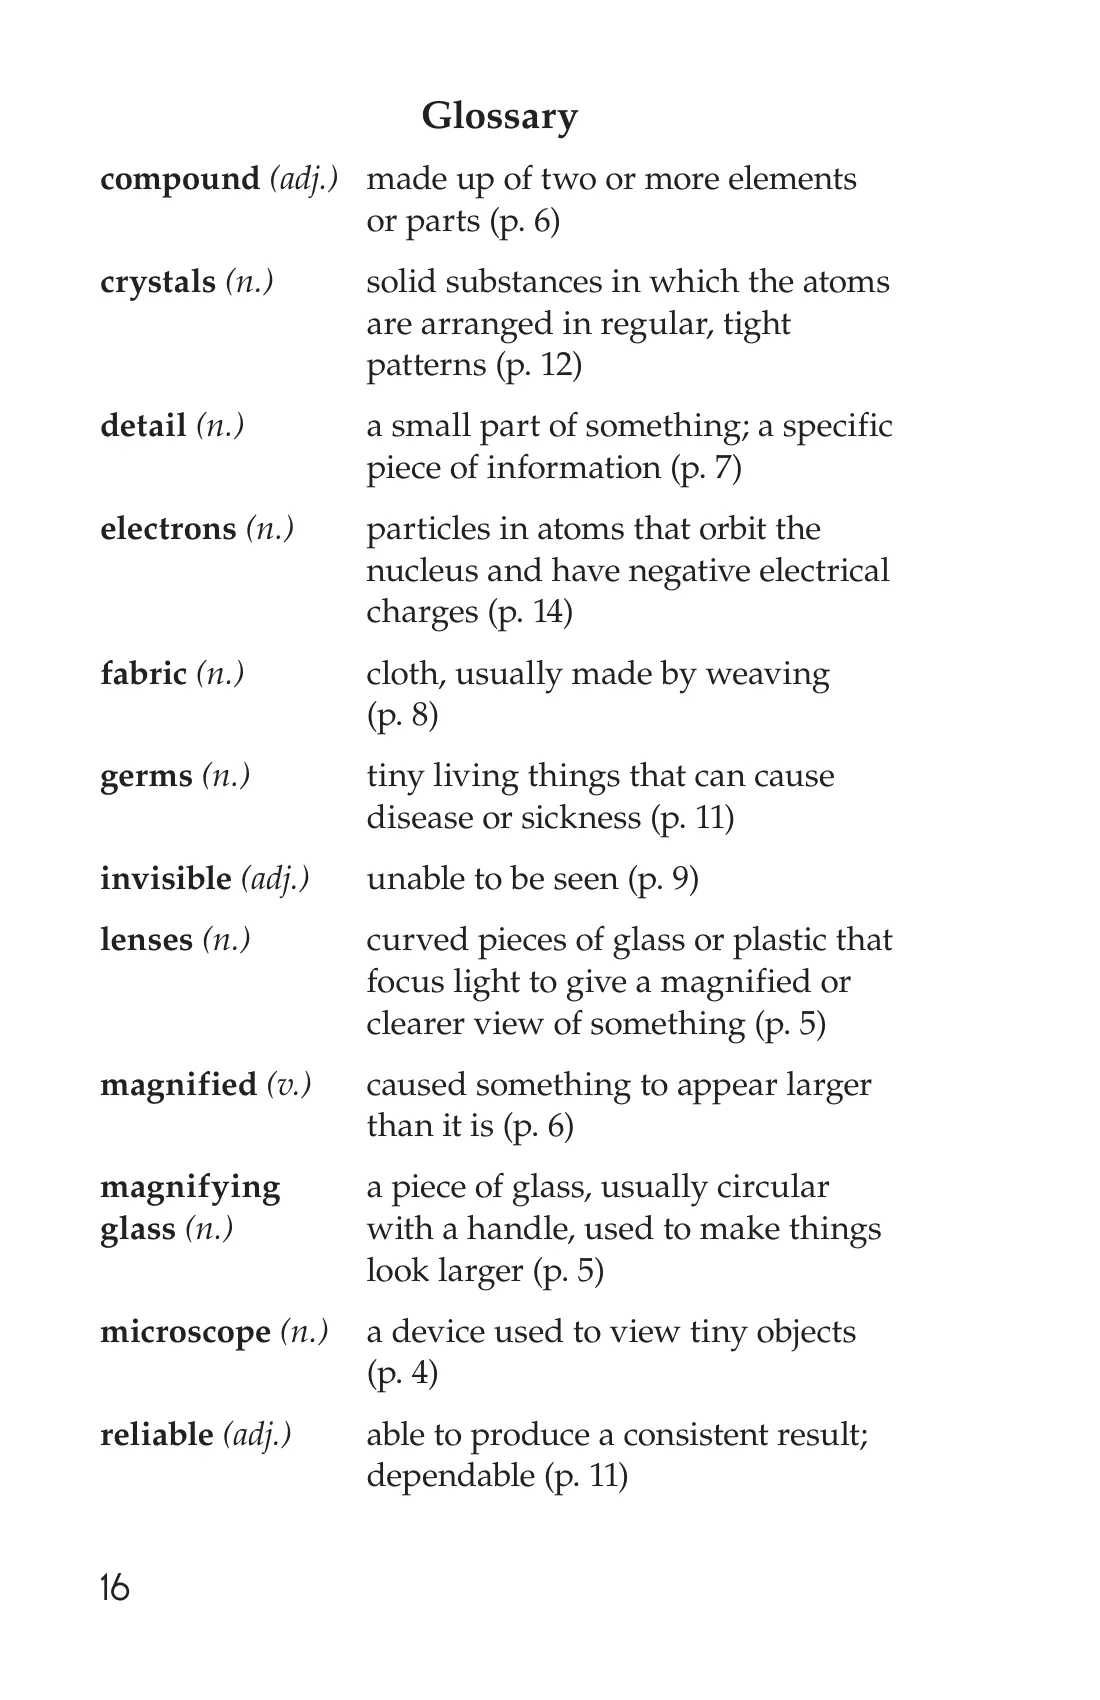 Glossary
compound (adj.) made up of two or more elements
or parts (p. 6)
crystals (n.) solid substances in which the atoms
are arranged in regular, tight
patterns (p. 12)
detail (n.) a small part of something; a specific
piece of information (p. 7)
electrons (n.) particles in atoms that orbit the
nucleus and have negative electrical
charges (p. 14)
fabric (n.) cloth, usually made by weaving
(p. 8)
germs (n.) tiny living things that can cause
disease or sickness (p. 11)
invisible (adj.) unable to be seen (p. 9)
lenses (n.) curved pieces of glass or plastic that
focus light to give a magnified or
clearer view of something (p. 5)
magnified (v.) caused something to appear larger
than it is (p. 6)
magnifying a piece of glass, usually circular
glass (n.) with a handle, used to make things
look larger (p. 5)
microscope (n.) a device used to view tiny objects
(p. 4)
reliable (adj.) able to produce a consistent result;
dependable (p. 11)
16